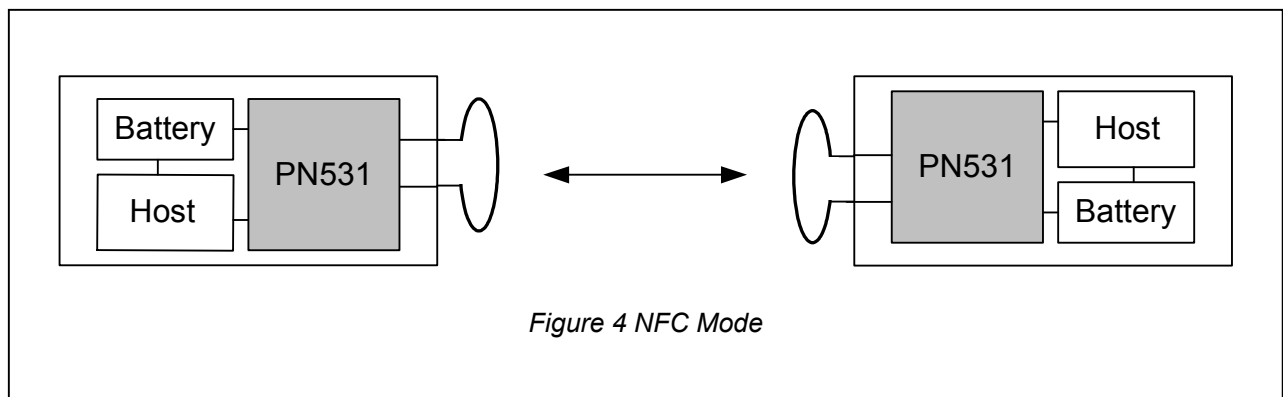 Battery
PN531
Host
Host
PN531
Battery
Figure 4 NFC Mode